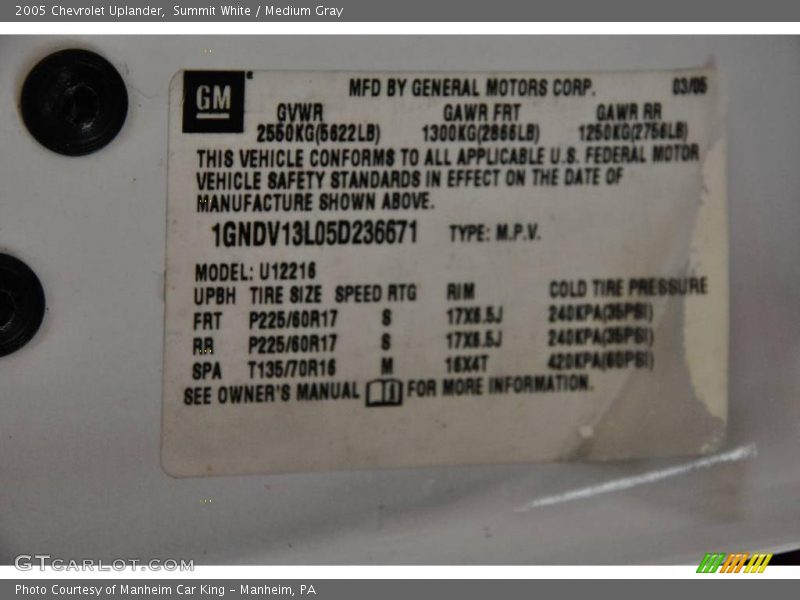 2005 Chevrolet Uplander, Summit White / Medium Gray
GM
MFD BY GENERAL MOTORS CORP. 03/05
GVWR GAWR FRT GAWR RR
2550KG(5622LB) 1300KG(2866LB) 1250KG(2756LB)
THIS VEHICLE CONFORMS TO ALL APPLICABLE U.S. FEDERAL MOTOR
VEHICLE SAFETY STANDARDS IN EFFECT ON THE DATE OF
MANUFACTURE SHOWN ABOVE.
1GNDV13L05D236671 TYPE: M.P.V.
MODEL: U12216
UPBH TIRE SIZE SPEED RTG RIM COLD TIRE PRESSURE
FRT P225/60R17 S 17X6.5J 240KPA(35PSI)
RR P225/60R17 S 17X6.5J 240KPA(35PSI)
SPA T135/70R16 M 16X4T 420KPA(60PSI)
SEE OWNER'S MANUAL FOR MORE INFORMATION.
GTCARLOT.COM
Photo Courtesy of Manheim Car King - Manheim, PA